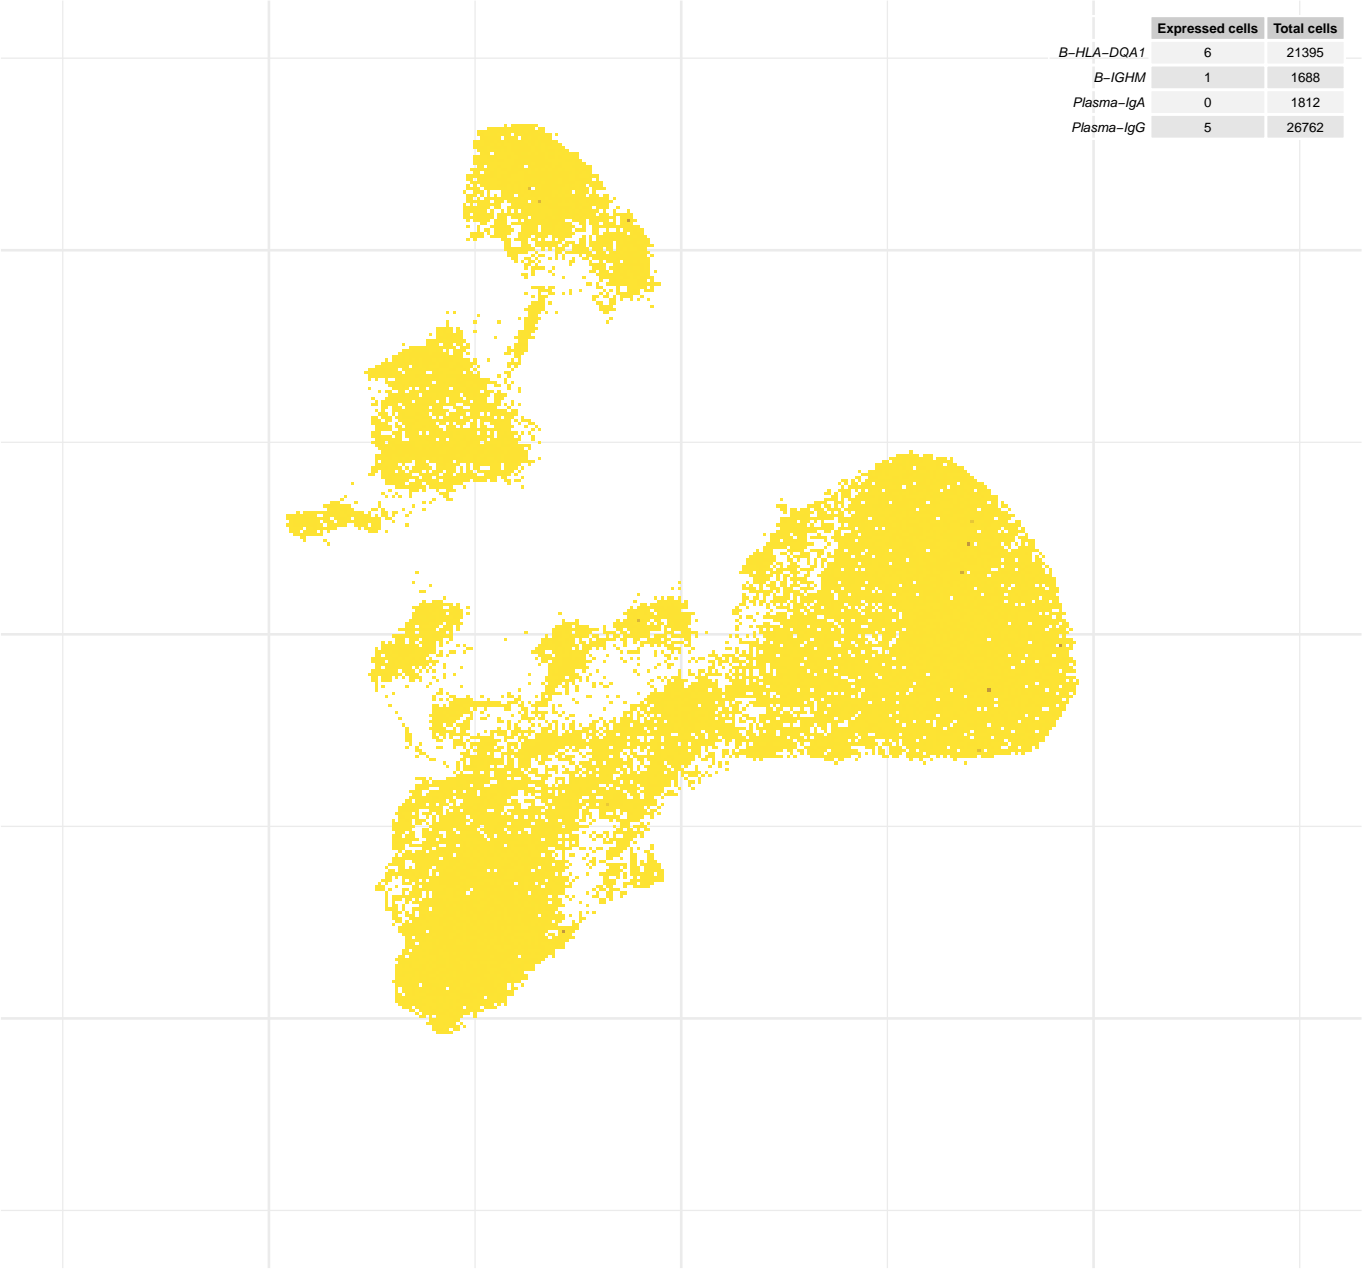 Expressed cells Total cells
B−HLA−DQA1 6 21395
B−IGHM 1 1688
Plasma−IgA 0 1812
Plasma−IgG 5 26762